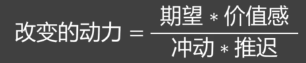 改变的动力 = 期望 * 价值感
冲动 * 推迟